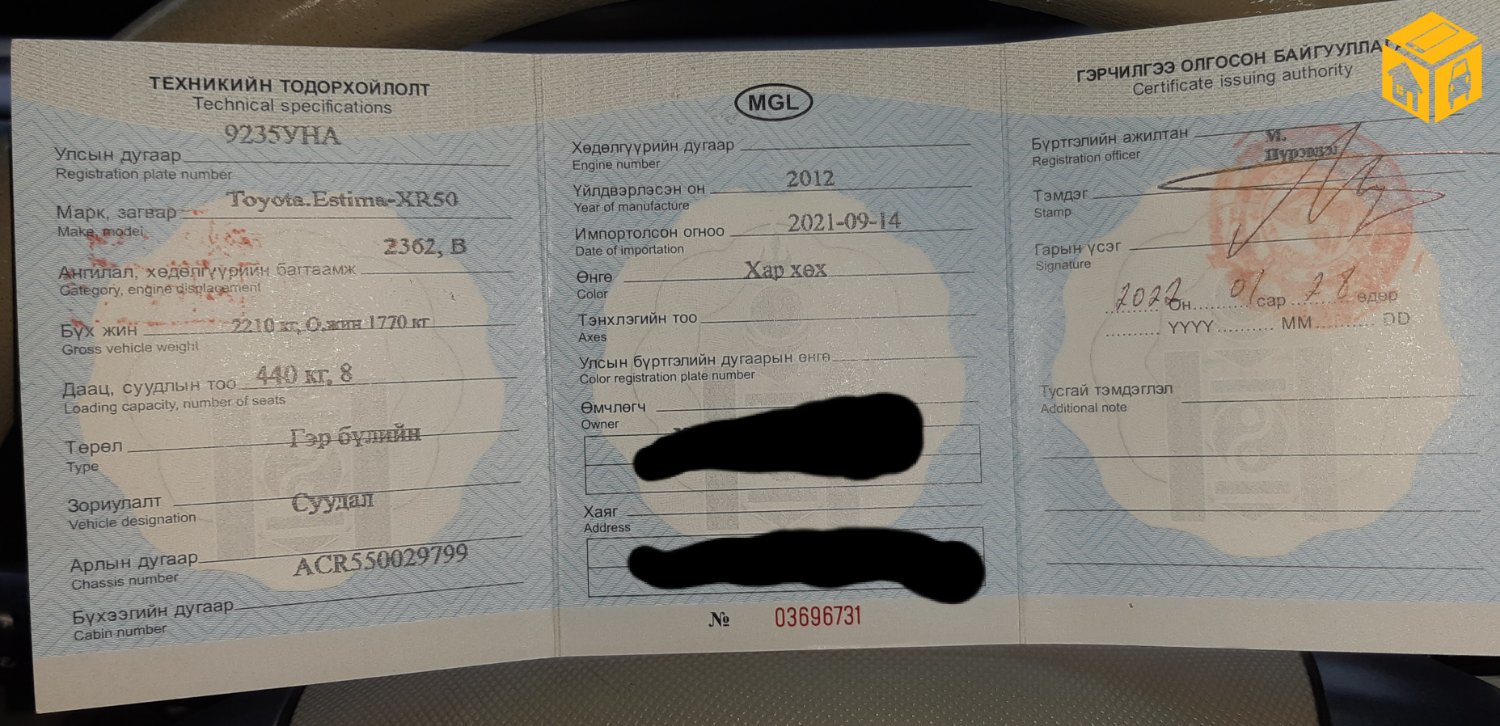 ТЕХНИКИЙН ТОДОРХОЙЛОЛТ
Technical specifications
9235УНА
Улсын дугаар
Registration plate number
Toyota.Estima-XR50
Марк, загвар
Make, model
2362, B
Ангилал, хөдөлгүүрийн багтаамж
Category, engine displacement
Бүх жин 2210 кг, Ө.жин 1770 кг
Gross vehicle weight
Даац, суудлын тоо 440 кг, 8
Loading capacity, number of seats
Төрөл Гэр бүлийн
Type
Зориулалт Суудал
Vehicle designation
Арлын дугаар ACR550029799
Chassis number
Бүхээгийн дугаар
Cabin number
MGL
Хөдөлгүүрийн дугаар
Engine number
Үйлдвэрлэсэн он 2012
Year of manufacture
Импортолсон огноо 2021-09-14
Date of importation
Өнгө Хар хөх
Color
Тэнхлэгийн тоо
Axes
Улсын бүртгэлийн дугаарын өнгө
Color registration plate number
Өмчлөгч
Owner
Хаяг
Address
№ 03696731
ГЭРЧИЛГЭЭ ОЛГОСОН БАЙГУУЛЛАГА
Certificate issuing authority
Бүртгэлийн ажилтан М.
Registration officer
Тэмдэг
Stamp
Гарын үсэг
Signature
2022 Он 01 сар 28 өдөр
YYYY MM DD
Тусгай тэмдэглэл
Additional note